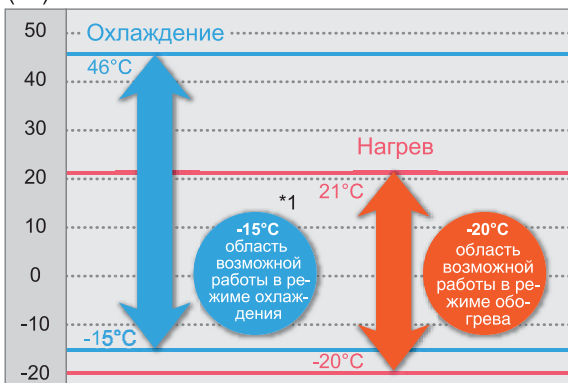 50
Охлаждение
46°C
40
30
Нагрев
20
21°C
*1
10
-15°C
область
возможной
работы в ре-
жиме охлаж-
дения
-20°C
область
возможной
работы в ре-
жиме обо-
грева
0
-10
-15°C
-20°C
-20